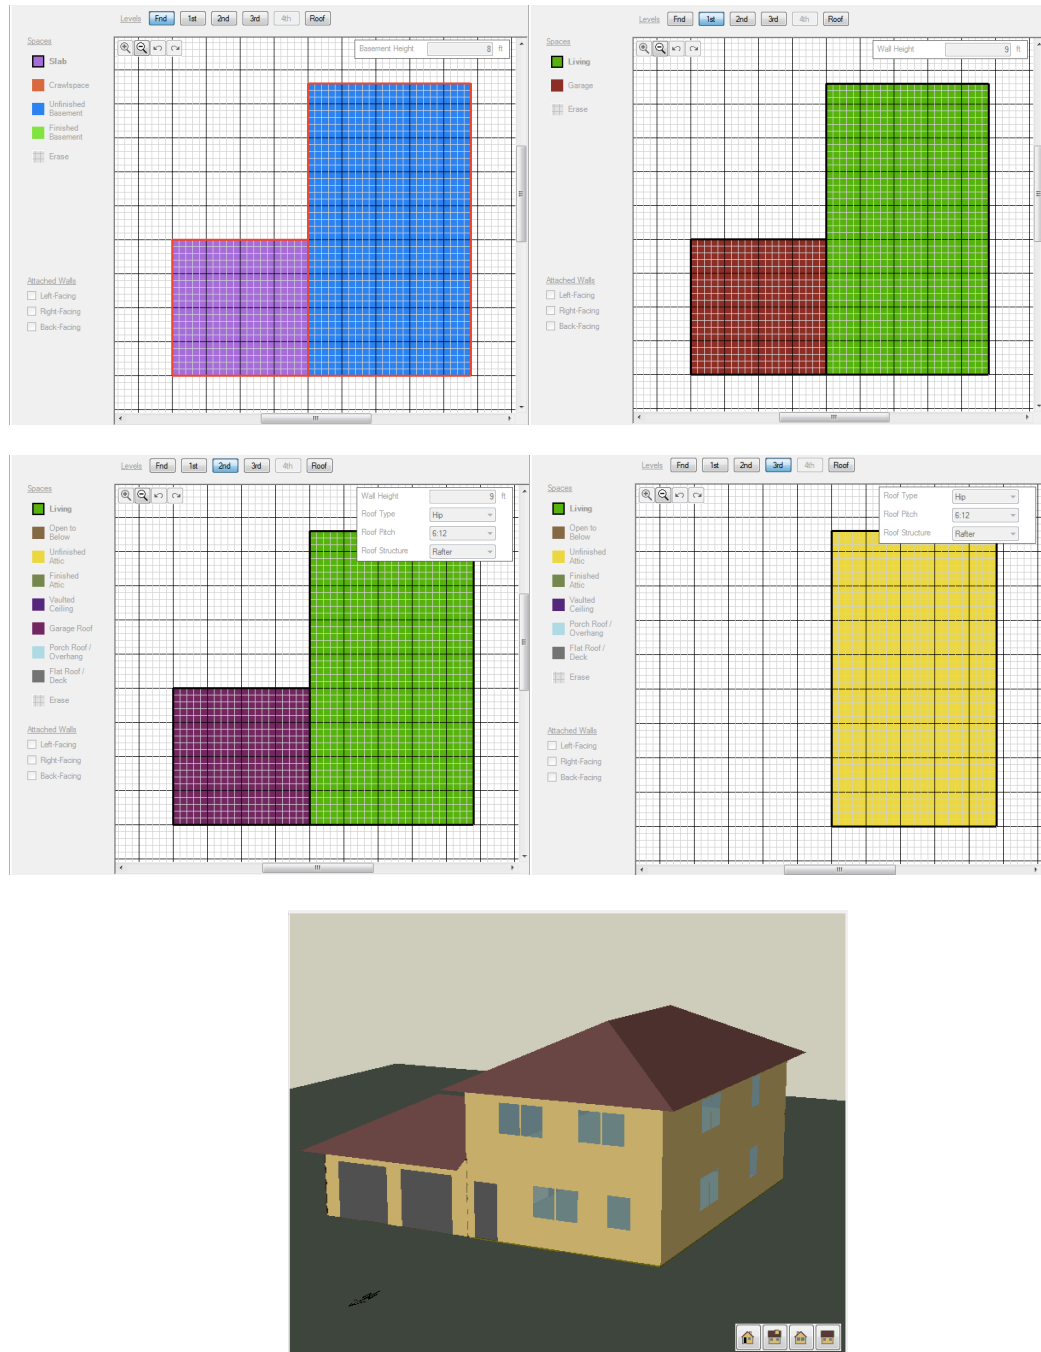 Levels Fnd 1st 2nd 3rd 4th Roof
Spaces
Slab
Crawlspace
Unfinished
Basement
Finished
Basement
Erase
Basement Height 8 ft
Attached Walls
Left-Facing
Right-Facing
Back-Facing
Levels Fnd 1st 2nd 3rd 4th Roof
Spaces
Living
Garage
Erase
Wall Height 9 ft
Attached Walls
Left-Facing
Right-Facing
Back-Facing
Levels Fnd 1st 2nd 3rd 4th Roof
Spaces
Living
Open to
Below
Unfinished
Attic
Finished
Attic
Vaulted
Ceiling
Garage Roof
Porch Roof /
Overhang
Flat Roof /
Deck
Erase
Wall Height 9 ft
Roof Type Hip
Roof Pitch 6:12
Roof Structure Rafter
Attached Walls
Left-Facing
Right-Facing
Back-Facing
Levels Fnd 1st 2nd 3rd 4th Roof
Spaces
Living
Open to
Below
Unfinished
Attic
Finished
Attic
Vaulted
Ceiling
Porch Roof /
Overhang
Flat Roof /
Deck
Erase
Roof Type Hip
Roof Pitch 6:12
Roof Structure Rafter
Attached Walls
Left-Facing
Right-Facing
Back-Facing